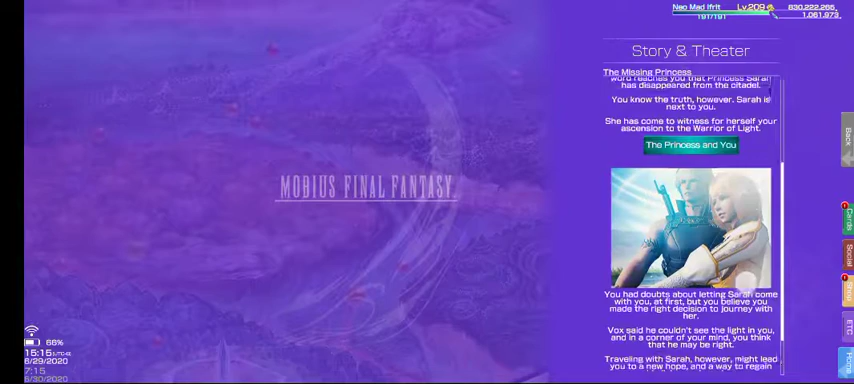 Nao Mad Ifrit Lv.209 830,222,265
191/191 1,061,973
Story & Theater
The Missing Princess
word reaches you that Princess Sarah
has disappeared from the citadel.
You know the truth, however. Sarah is
next to you.
She has come to witness for herself your
ascension to the Warrior of Light.
The Princess and You
MOBIUS FINAL FANTASY
You had doubts about letting Sarah come
with you, at first, but you believe you
made the right decision to journey with
her.
Vox said he couldn't see the light in you,
and in a corner of your mind, you think
that he may be right.
Traveling with Sarah, however, might lead
you to a new hope, and a way to regain
Back
Cards
Social
Shop
ETC
Home
66%
15:15
6/29/2020
7:15
6/30/2020